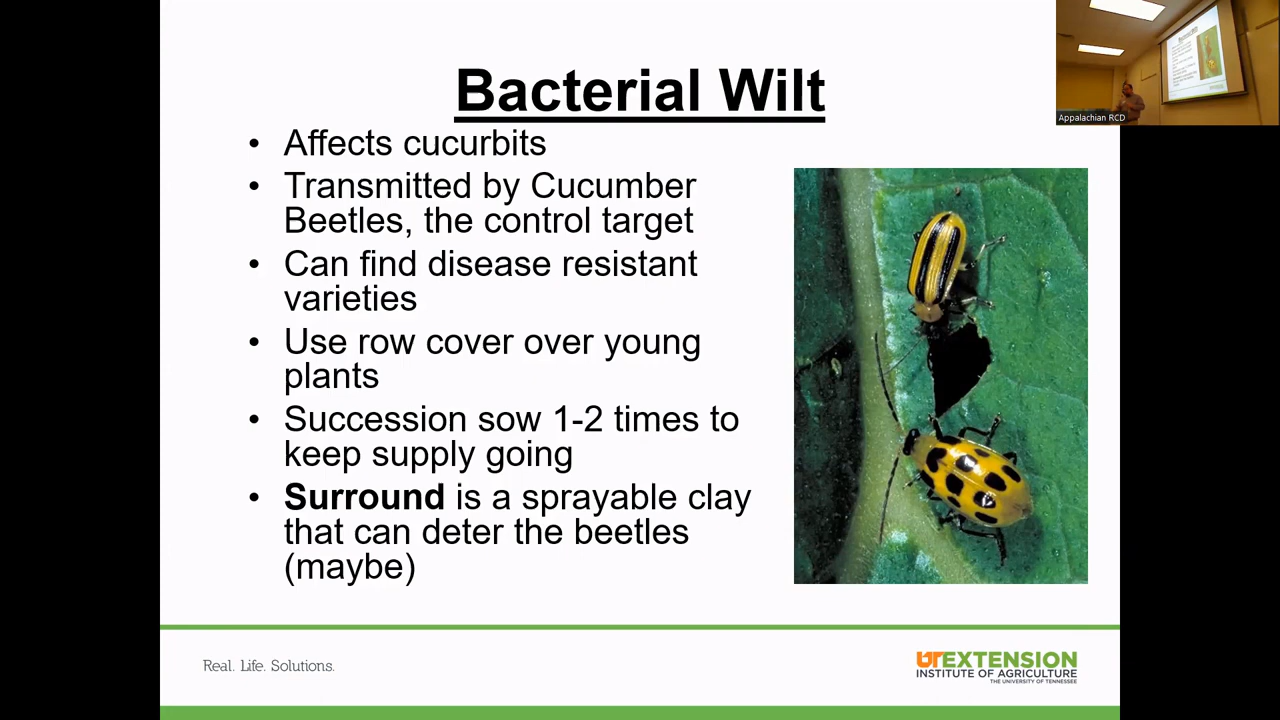 Bacterial Wilt
• Affects cucurbits
• Transmitted by Cucumber
Beetles, the control target
• Can find disease resistant
varieties
• Use row cover over young
plants
• Succession sow 1-2 times to
keep supply going
• Surround is a sprayable clay
that can deter the beetles
(maybe)
Appalachian RCD
Real. Life. Solutions.
UT EXTENSION
INSTITUTE OF AGRICULTURE
THE UNIVERSITY OF TENNESSEE